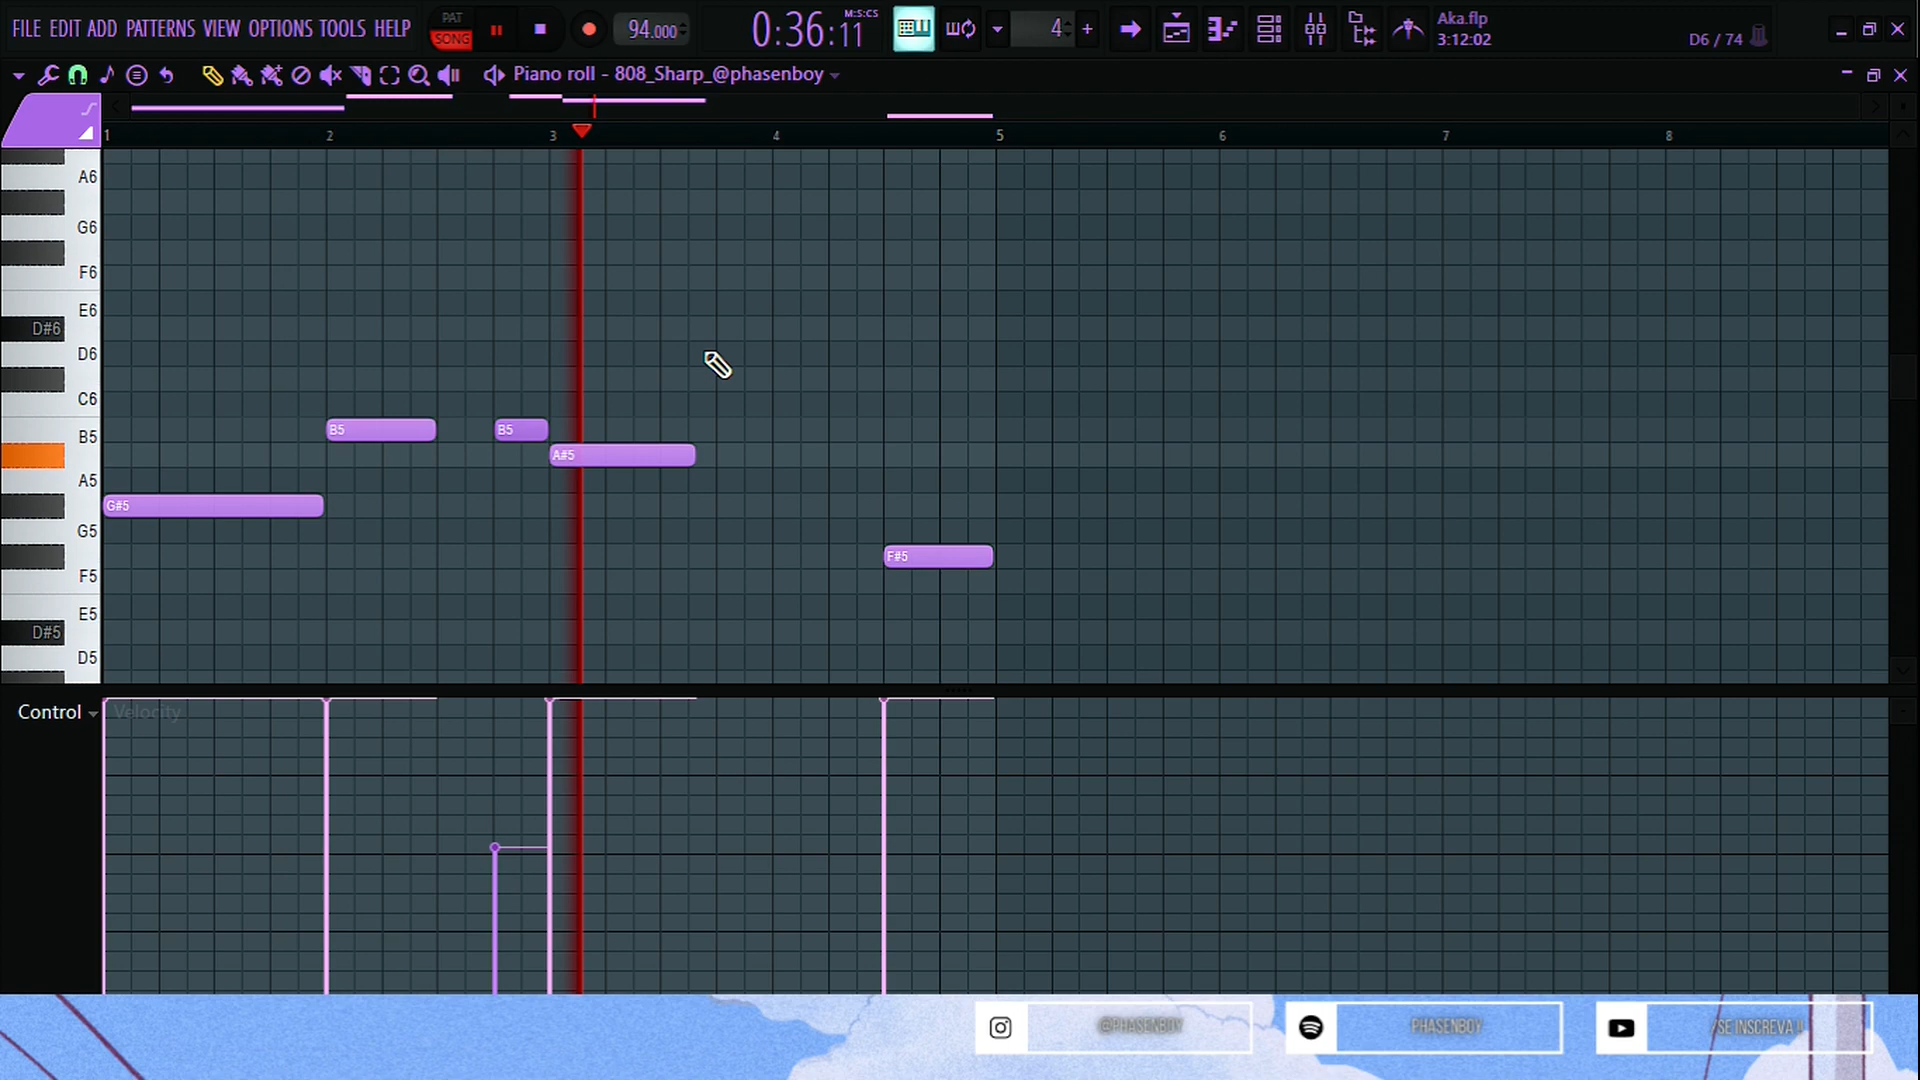 FILE EDIT ADD PATTERNS VIEW OPTIONS TOOLS HELP
PAT
SONG
94.000
0:36:11
M:S:CS
4
Aka.flp
3:12:02
D6 / 74
Piano roll - 808_Sharp_@phasenboy
1 2 3 4 5 6 7 8
A6
G6
F6
E6
D#6
D6
C6
B5 B5
B5
A#5
A5
G#5
G5
F#5
F5
E5
D#5
D5
Control
Velocity
@PHASENBOY
PHASENBOY
/SE INSCREVA !!